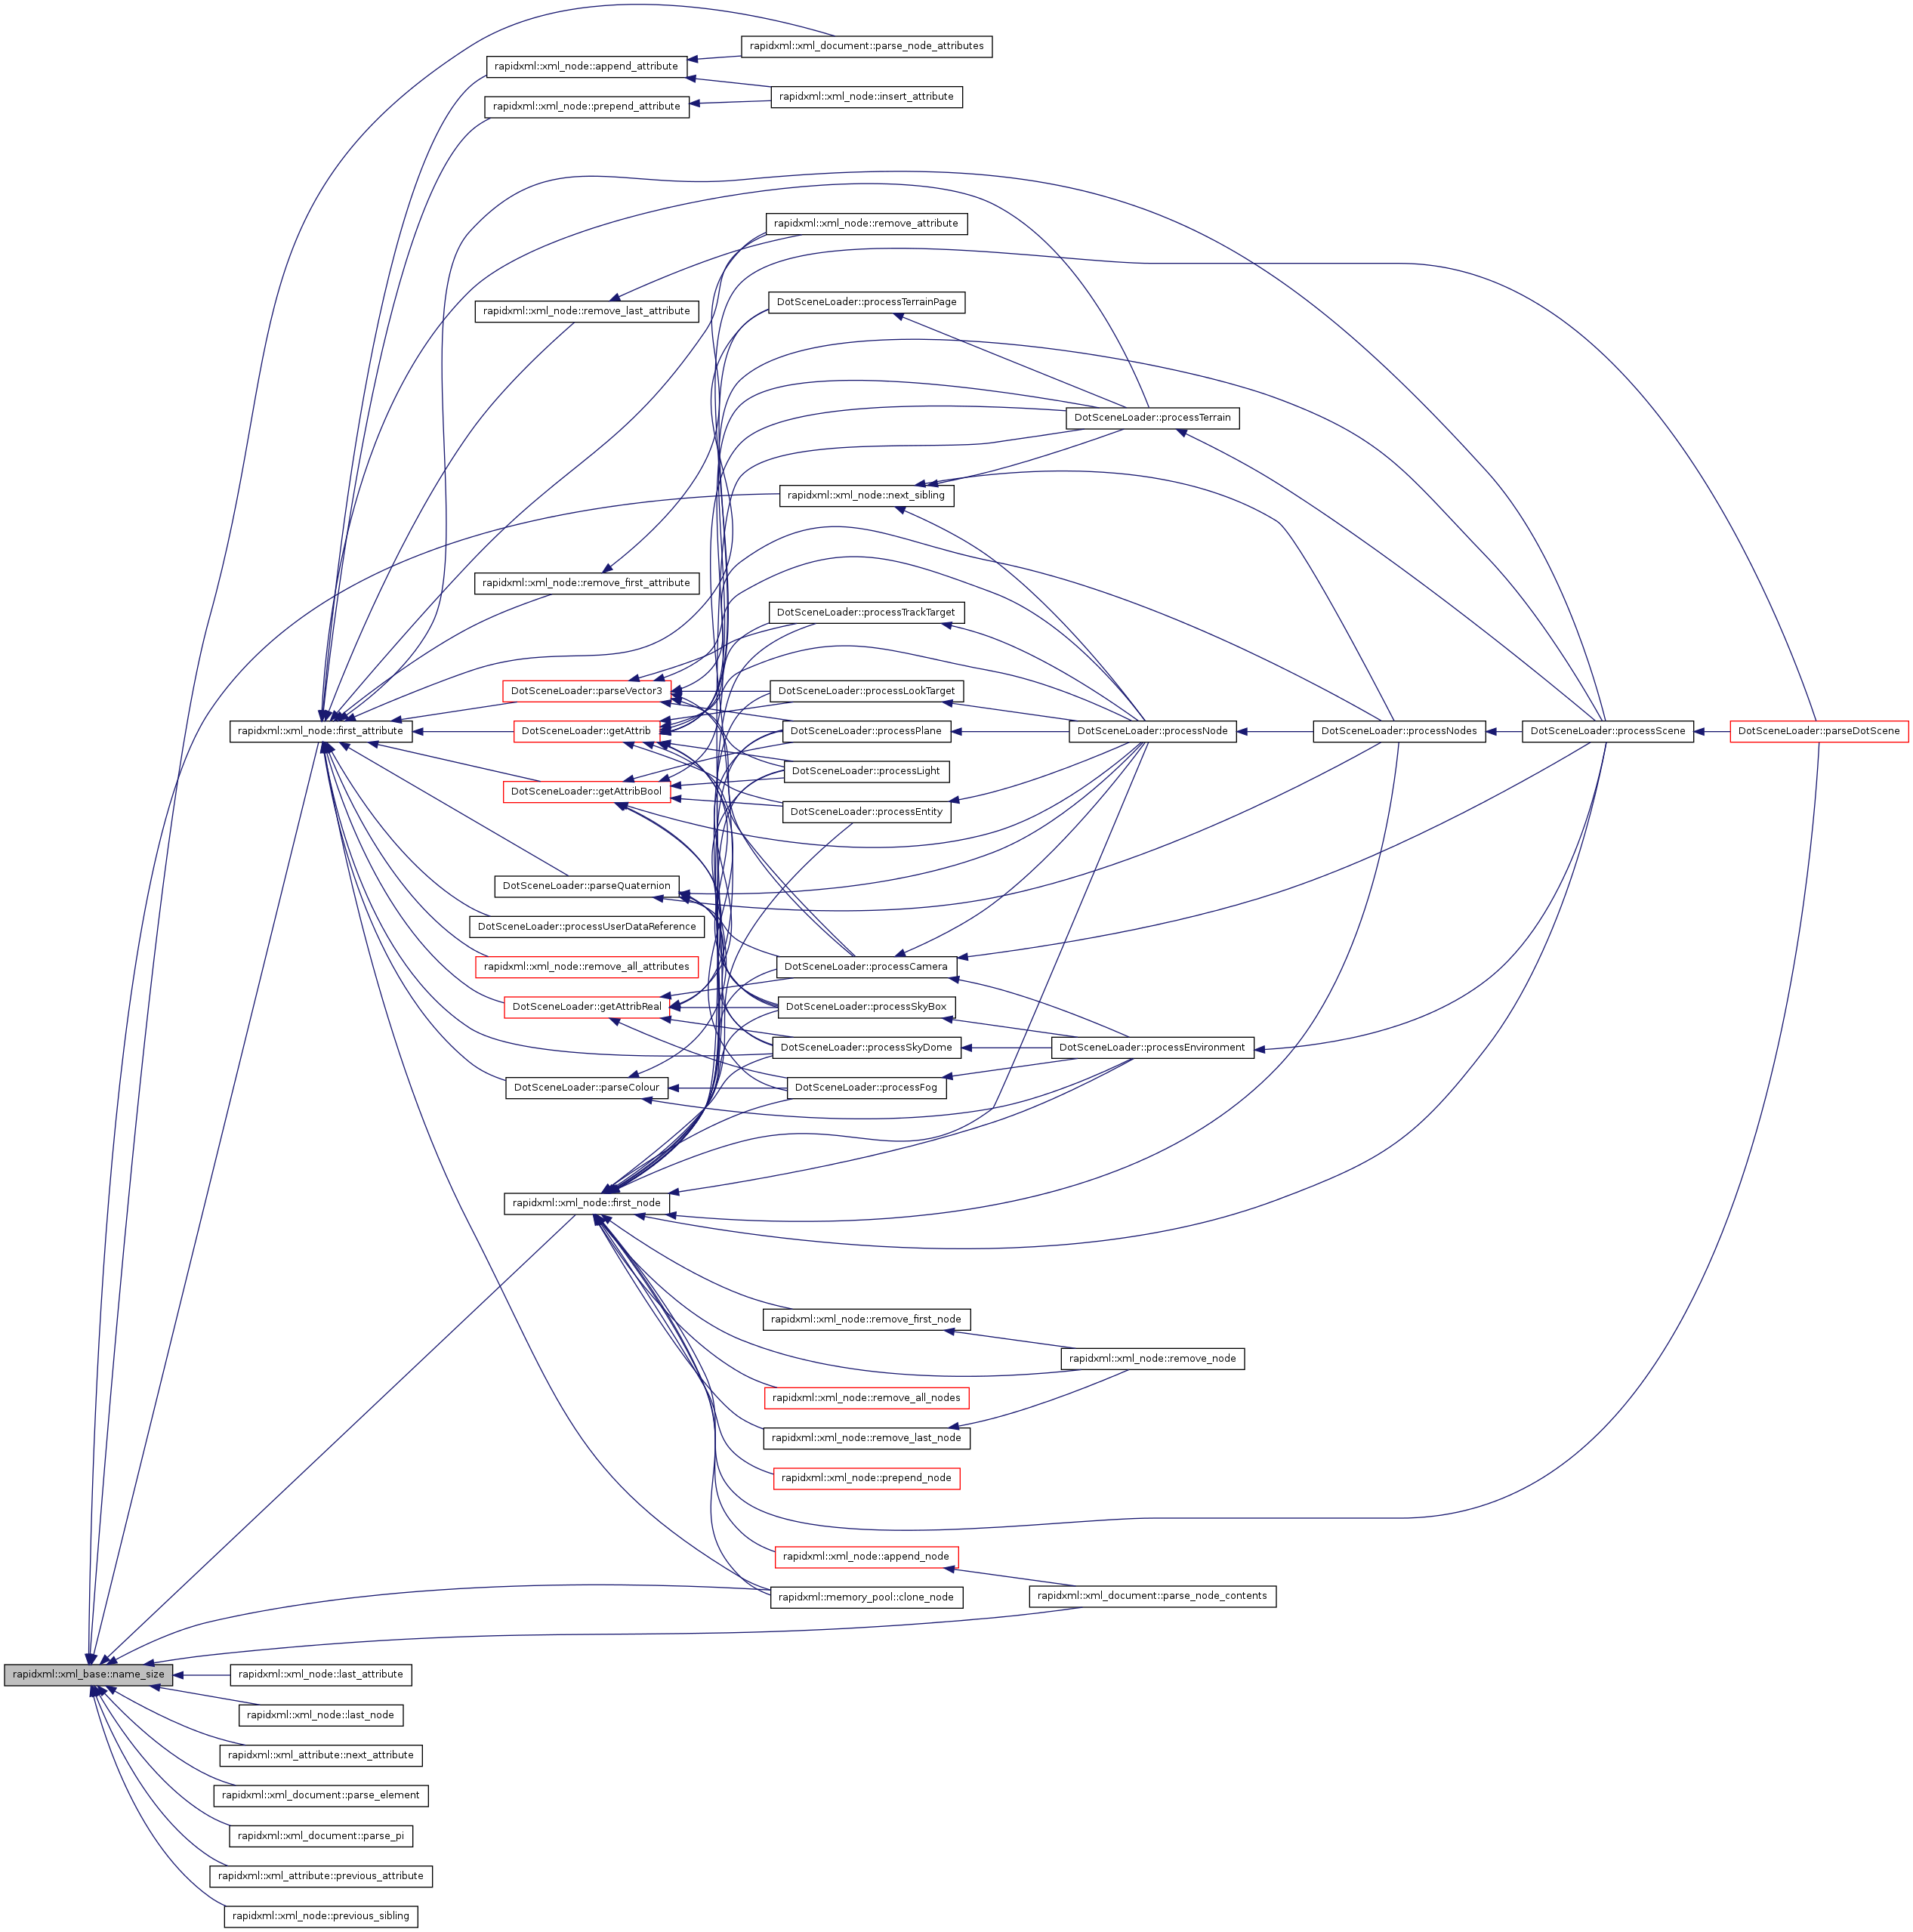 rapidxml::xml_document::parse_node_attributes
rapidxml::xml_node::append_attribute
rapidxml::xml_node::insert_attribute
rapidxml::xml_node::prepend_attribute
rapidxml::xml_node::remove_attribute
DotSceneLoader::processTerrainPage
rapidxml::xml_node::remove_last_attribute
DotSceneLoader::processTerrain
rapidxml::xml_node::next_sibling
rapidxml::xml_node::remove_first_attribute
DotSceneLoader::processTrackTarget
DotSceneLoader::parseVector3
DotSceneLoader::processLookTarget
rapidxml::xml_node::first_attribute
DotSceneLoader::getAttrib
DotSceneLoader::processPlane
DotSceneLoader::processNode
DotSceneLoader::processNodes
DotSceneLoader::processScene
DotSceneLoader::parseDotScene
DotSceneLoader::processLight
DotSceneLoader::getAttribBool
DotSceneLoader::processEntity
DotSceneLoader::parseQuaternion
DotSceneLoader::processUserDataReference
rapidxml::xml_node::remove_all_attributes
DotSceneLoader::processCamera
DotSceneLoader::getAttribReal
DotSceneLoader::processSkyBox
DotSceneLoader::processSkyDome
DotSceneLoader::processEnvironment
DotSceneLoader::parseColour
DotSceneLoader::processFog
rapidxml::xml_node::first_node
rapidxml::xml_node::remove_first_node
rapidxml::xml_node::remove_node
rapidxml::xml_node::remove_all_nodes
rapidxml::xml_node::remove_last_node
rapidxml::xml_node::prepend_node
rapidxml::xml_node::append_node
rapidxml::memory_pool::clone_node
rapidxml::xml_document::parse_node_contents
rapidxml::xml_base::name_size
rapidxml::xml_node::last_attribute
rapidxml::xml_node::last_node
rapidxml::xml_attribute::next_attribute
rapidxml::xml_document::parse_element
rapidxml::xml_document::parse_pi
rapidxml::xml_attribute::previous_attribute
rapidxml::xml_node::previous_sibling